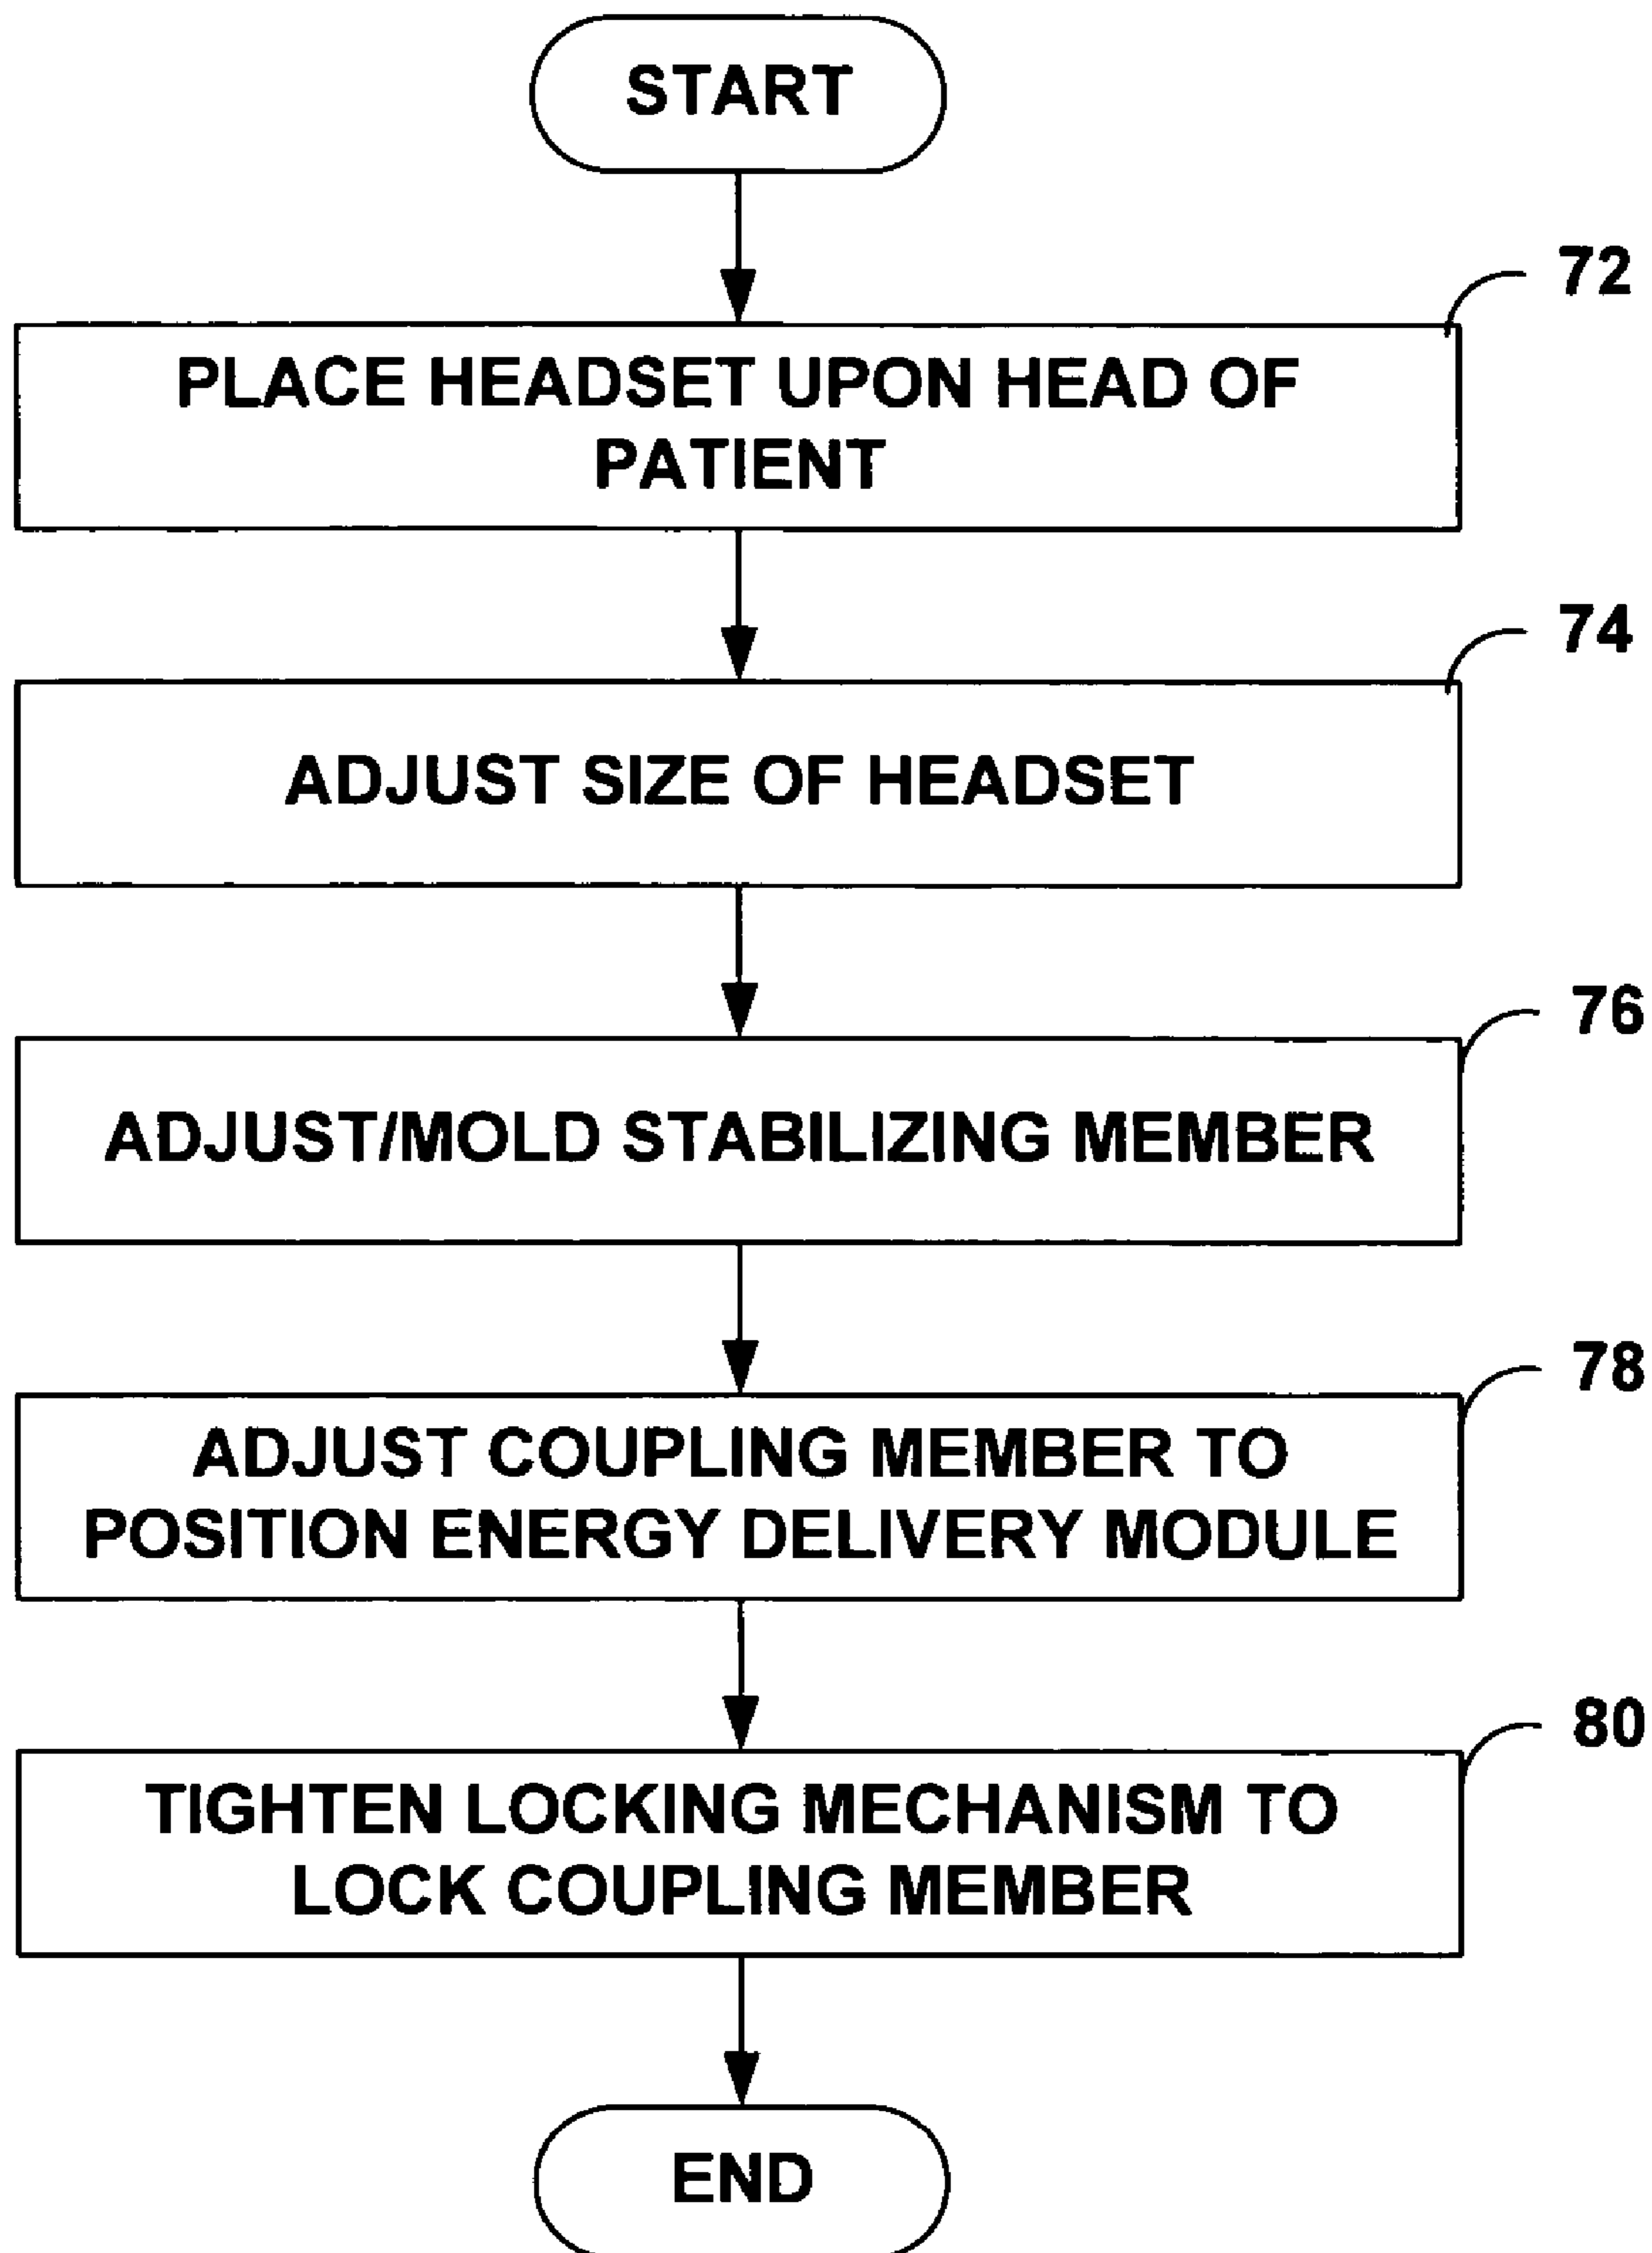 START
72
PLACE HEADSET UPON HEAD OF
PATIENT
74
ADJUST SIZE OF HEADSET
76
ADJUST/MOLD STABILIZING MEMBER
78
ADJUST COUPLING MEMBER TO
POSITION ENERGY DELIVERY MODULE
80
TIGHTEN LOCKING MECHANISM TO
LOCK COUPLING MEMBER
END